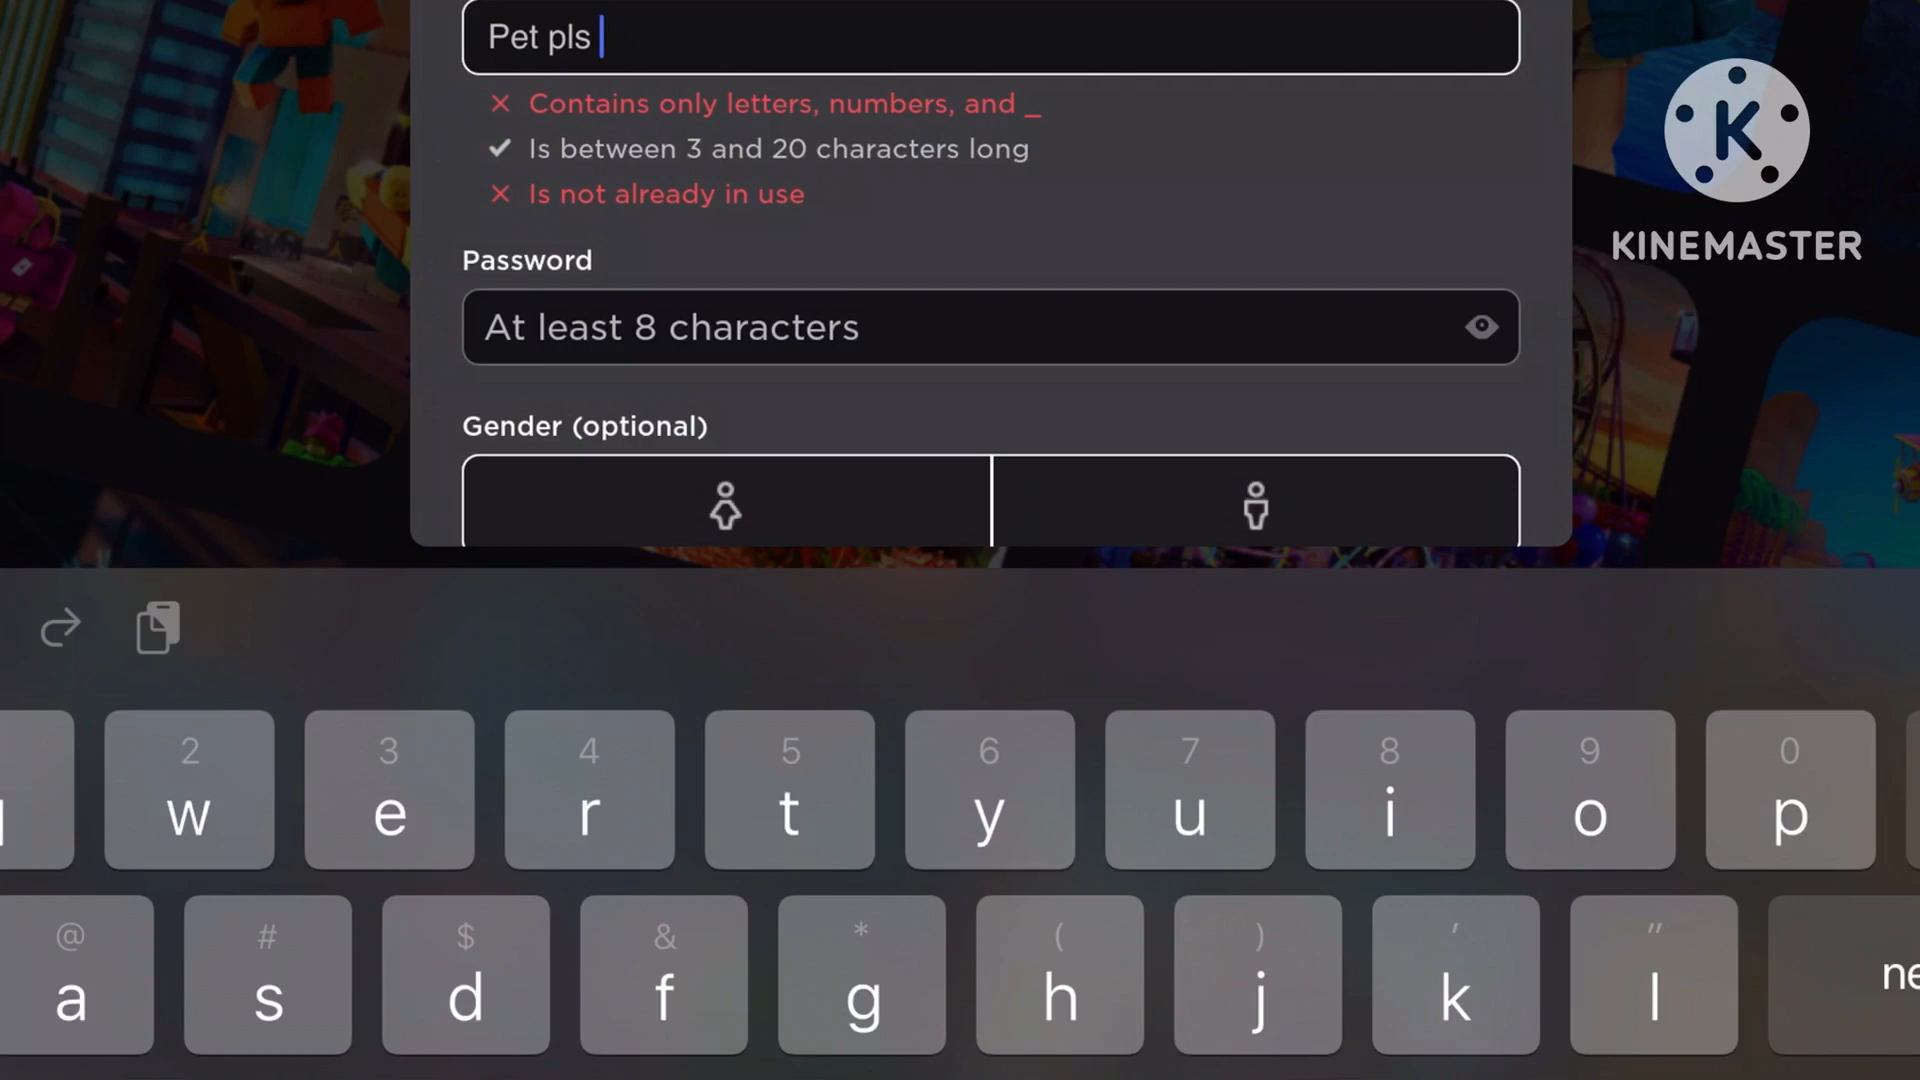 Pet pls
Contains only letters, numbers, and _
Is between 3 and 20 characters long
Is not already in use
KINEMASTER
Password
At least 8 characters
Gender (optional)
2 3 4 5 6 7 8 9 0
q w e r t y u i o p
@ # $ & * ( ) ' "
a s d f g h j k l ne